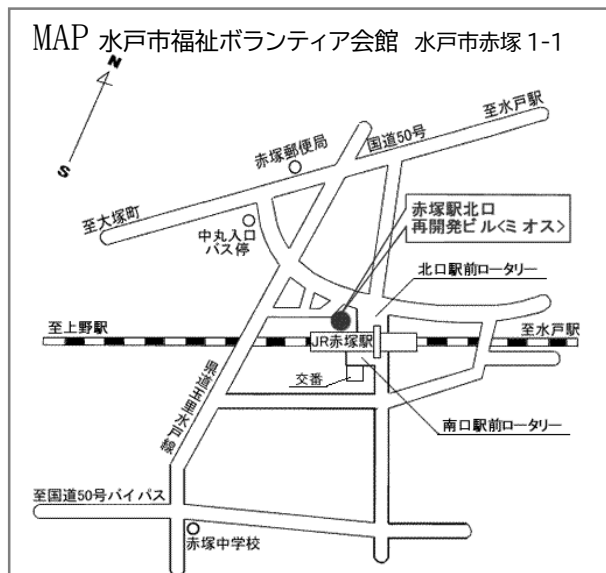 MAP 水戸市福祉ボランティア会館 水戸市赤塚1-1
N
S
至水戸駅
国道50号
赤塚郵便局
至大塚町
中丸入口
バス停
赤塚駅北口
再開発ビル<ミオス>
北口駅前ロータリー
至上野駅
JR赤塚駅
至水戸駅
交番
県道玉里水戸線
南口駅前ロータリー
至国道50号バイパス
赤塚中学校